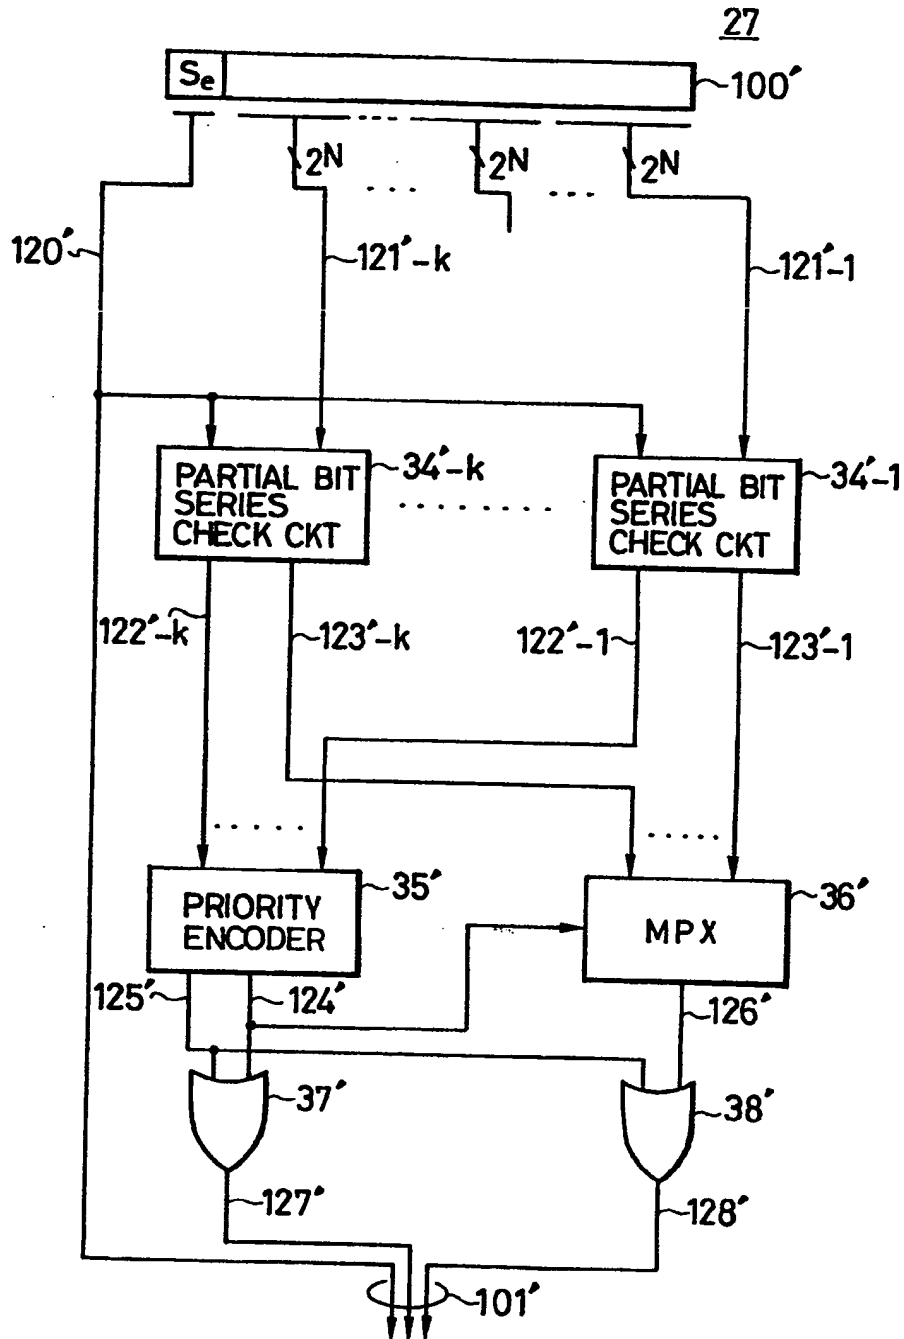 27
Se
100'
2N
2N
2N
120'
121'-k
121'-1
PARTIAL BIT
SERIES
CHECK CKT
34'-k
PARTIAL BIT
SERIES
CHECK CKT
34'-1
122'-k
123'-k
122'-1
123'-1
PRIORITY
ENCODER
35'
MPX
36'
125'
124'
126'
37'
38'
127'
128'
101'